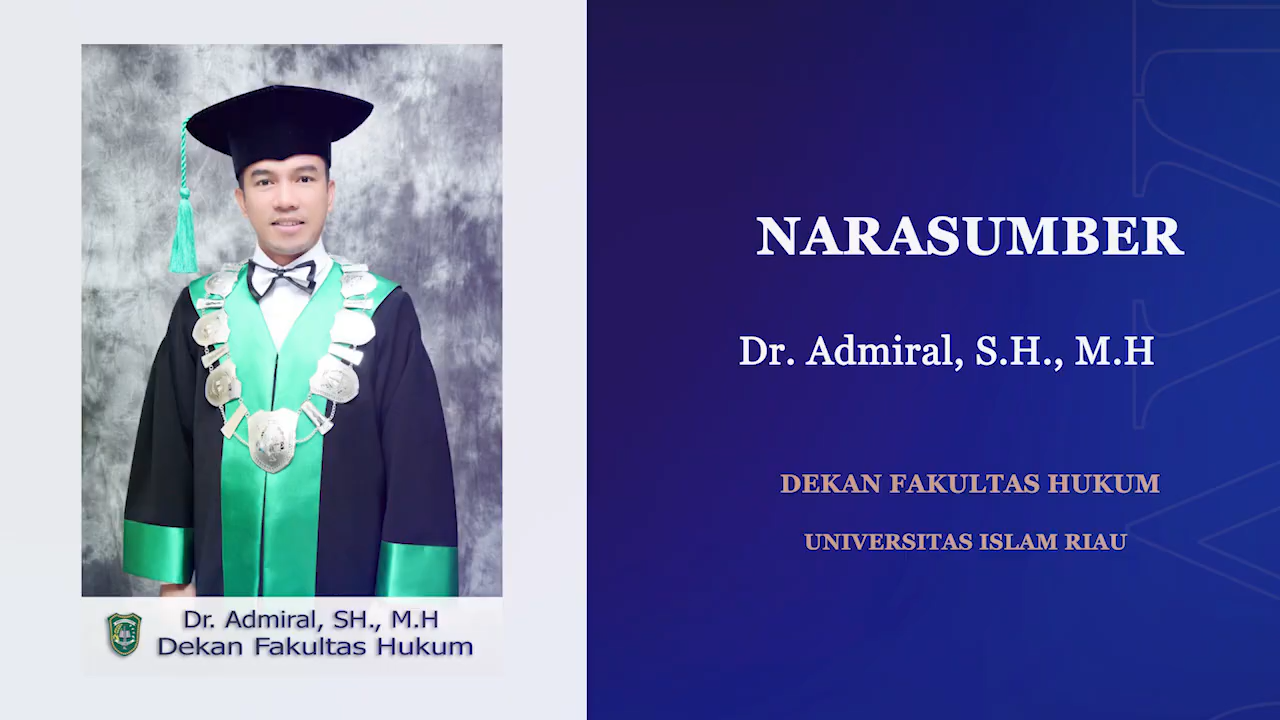 Dr. Admiral, SH., M.H
Dekan Fakultas Hukum
NARASUMBER
Dr. Admiral, S.H., M.H
DEKAN FAKULTAS HUKUM
UNIVERSITAS ISLAM RIAU